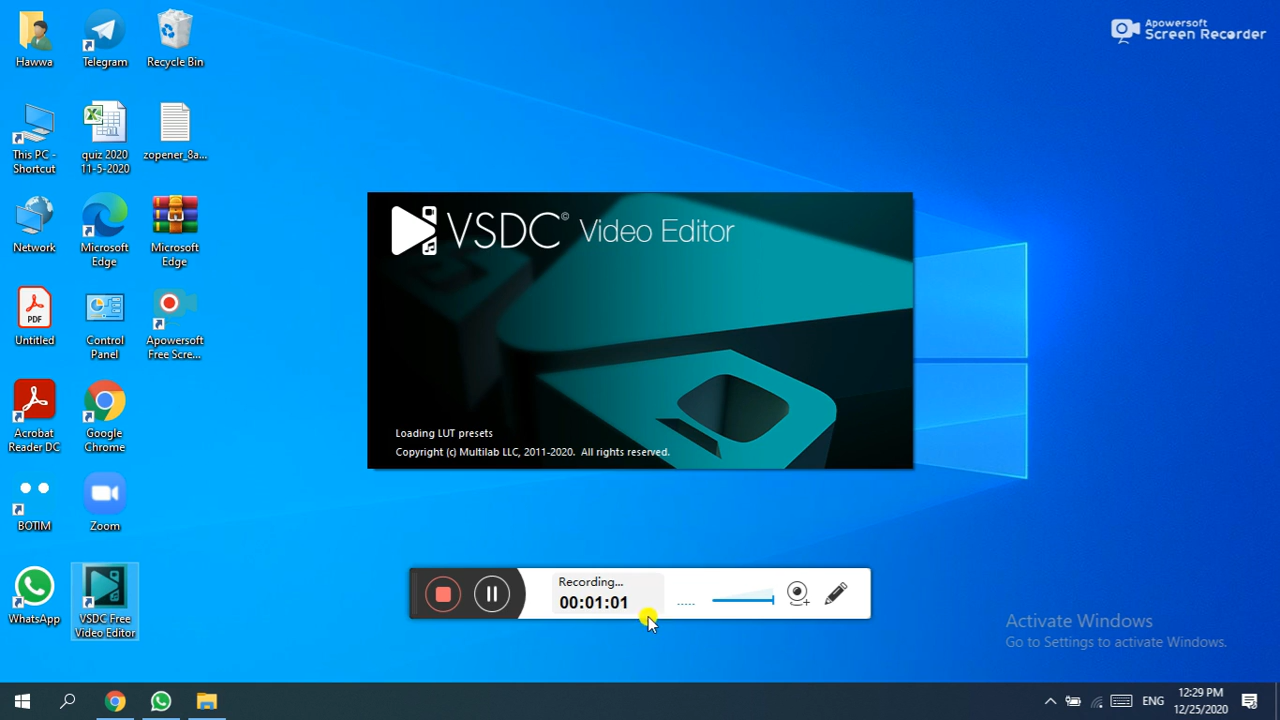 Apowersoft
Screen Recorder
Hawwa
Telegram
Recycle Bin
This PC -
Shortcut
quiz 2020
11-5-2020
zopener_8a...
Network
Microsoft
Edge
Microsoft
Edge
VSDC© Video Editor
PDF
Untitled
Control
Panel
Apowersoft
Free Scre...
Acrobat
Reader DC
Google
Chrome
Loading LUT presets
Copyright (c) Multilab LLC, 2011-2020. All rights reserved.
BOTIM
Zoom
WhatsApp
VSDC Free
Video Editor
Recording...
00:01:01
Activate Windows
Go to Settings to activate Windows.
ENG
12:29 PM
12/25/2020